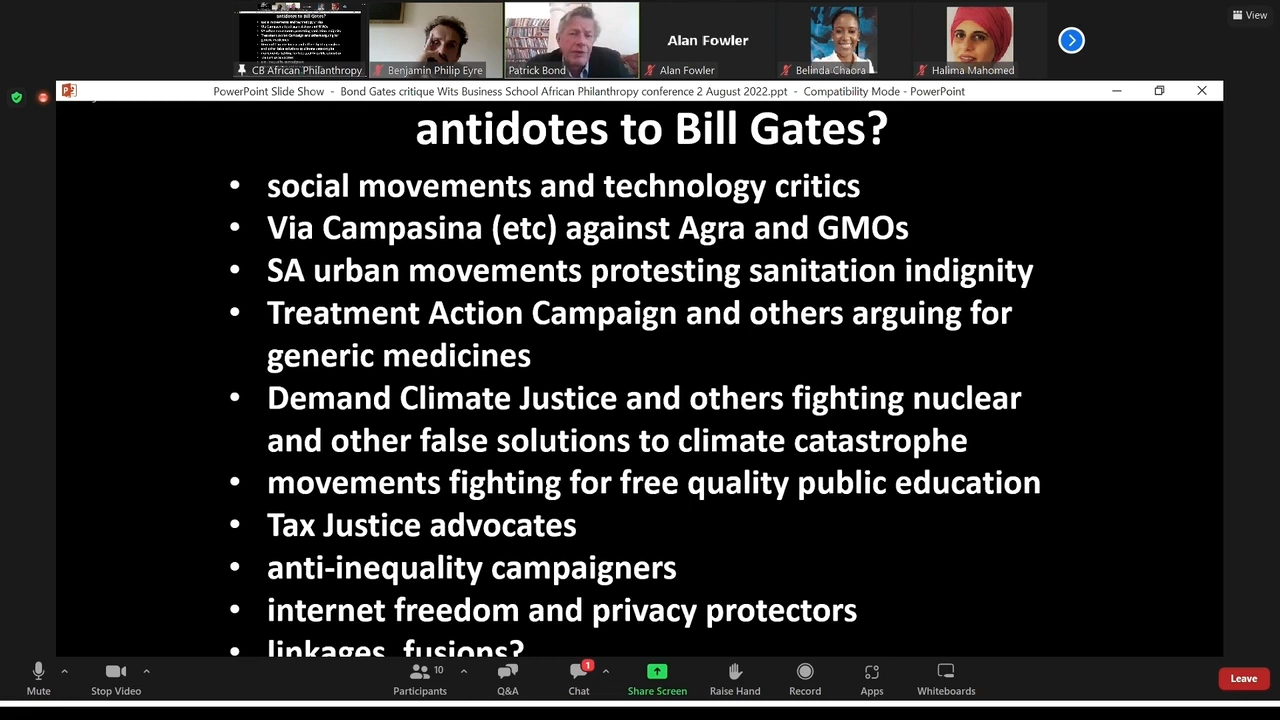 antidotes to Bill Gates?
View
Alan Fowler
CB African Philanthropy
Benjamin Philip Eyre
Patrick Bond
Alan Fowler
Belinda Chaora
Halima Mahomed
PowerPoint Slide Show - Bond Gates critique Wits Business School African Philanthropy conference 2 August 2022.ppt - Compatibility Mode - PowerPoint
antidotes to Bill Gates?
• social movements and technology critics
• Via Campasina (etc) against Agra and GMOs
• SA urban movements protesting sanitation indignity
• Treatment Action Campaign and others arguing for
generic medicines
• Demand Climate Justice and others fighting nuclear
and other false solutions to climate catastrophe
• movements fighting for free quality public education
• Tax Justice advocates
• anti-inequality campaigners
• internet freedom and privacy protectors
• linkages, fusions?
10
1
Mute
Stop Video
Participants
Q&A
Chat
Share Screen
Raise Hand
Record
Apps
Whiteboards
Leave